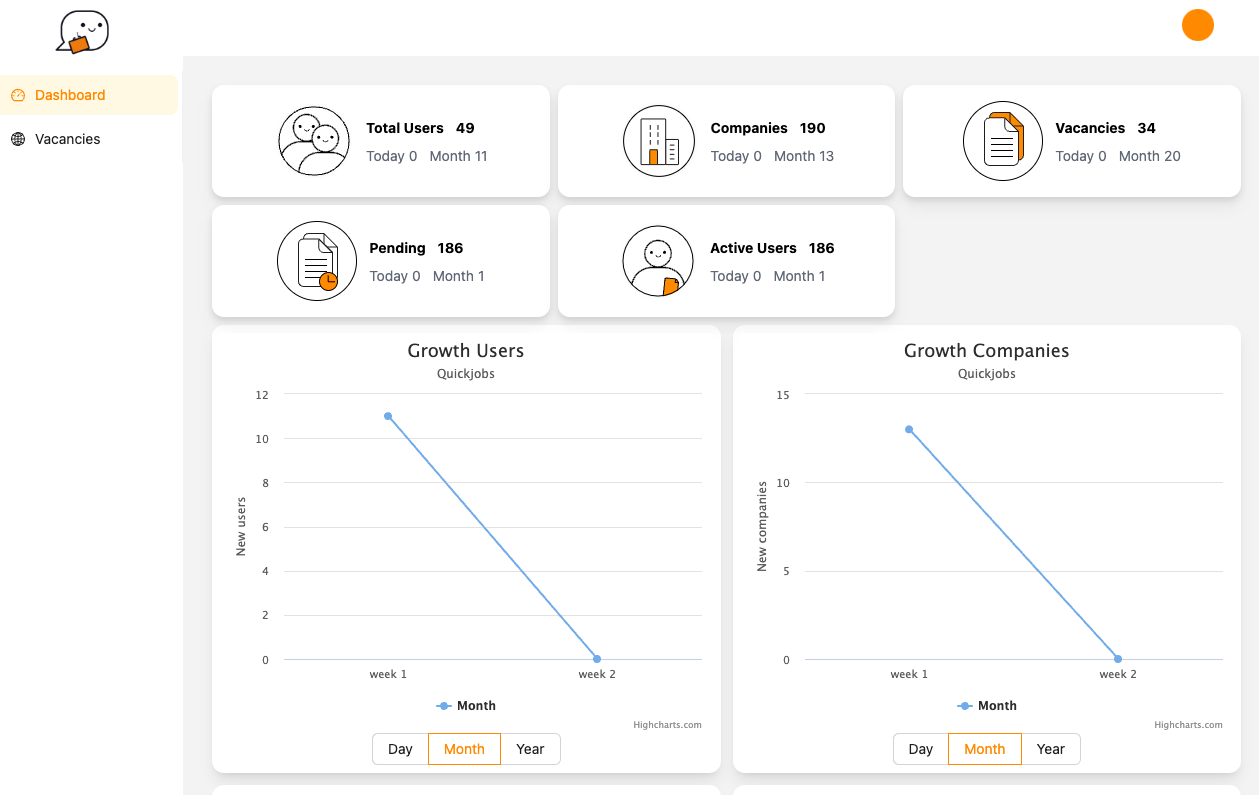 Dashboard
Vacancies
Total Users 49
Today 0 Month 11
Companies 190
Today 0 Month 13
Vacancies 34
Today 0 Month 20
Pending 186
Today 0 Month 1
Active Users 186
Today 0 Month 1
Growth Users
Quickjobs
New users
12
10
8
6
4
2
0
week 1 week 2
Month
Highcharts.com
Day Month Year
Growth Companies
Quickjobs
New companies
15
10
5
0
week 1 week 2
Month
Highcharts.com
Day Month Year